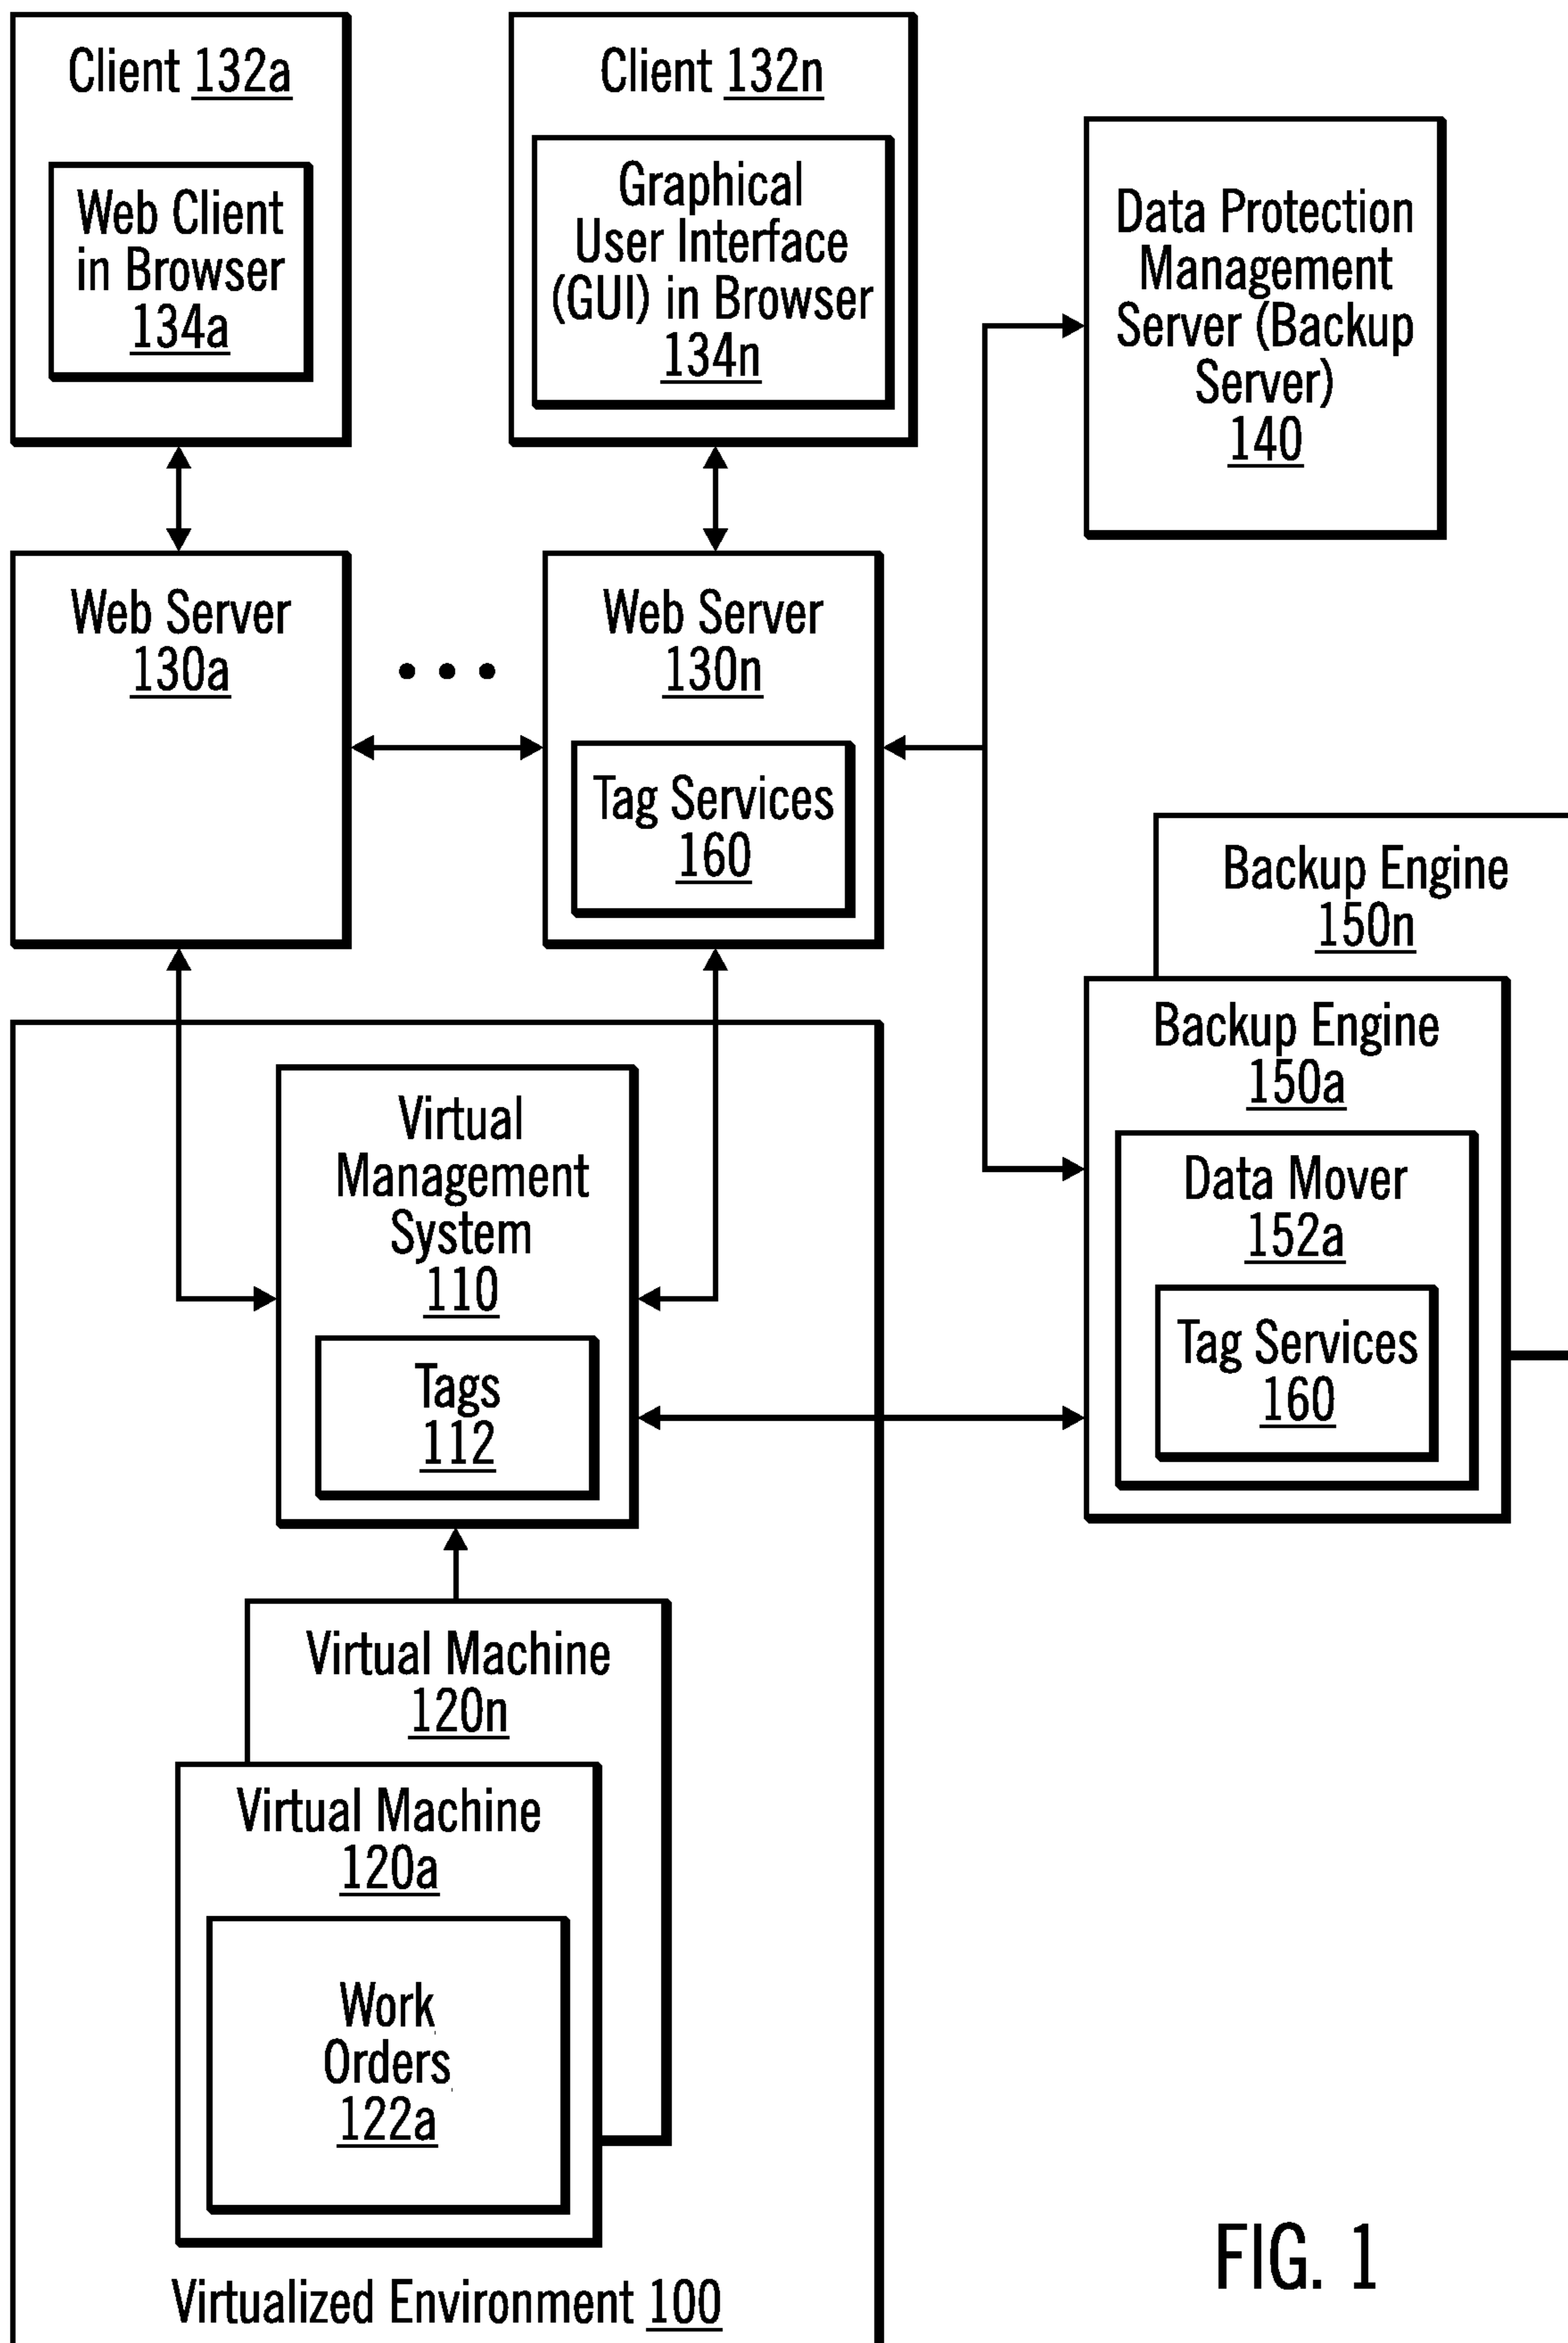 Client 132a
Web Client
in Browser
134a
Client 132n
Graphical
User Interface
(GUI) in Browser
134n
Data Protection
Management
Server (Backup
Server)
140
Web Server
130a
• • •
Web Server
130n
Tag Services
160
Backup Engine
150n
Backup Engine
150a
Data Mover
152a
Tag Services
160
Virtual
Management
System
110
Tags
112
Virtual Machine
120n
Virtual Machine
120a
Work
Orders
122a
Virtualized Environment 100
FIG. 1